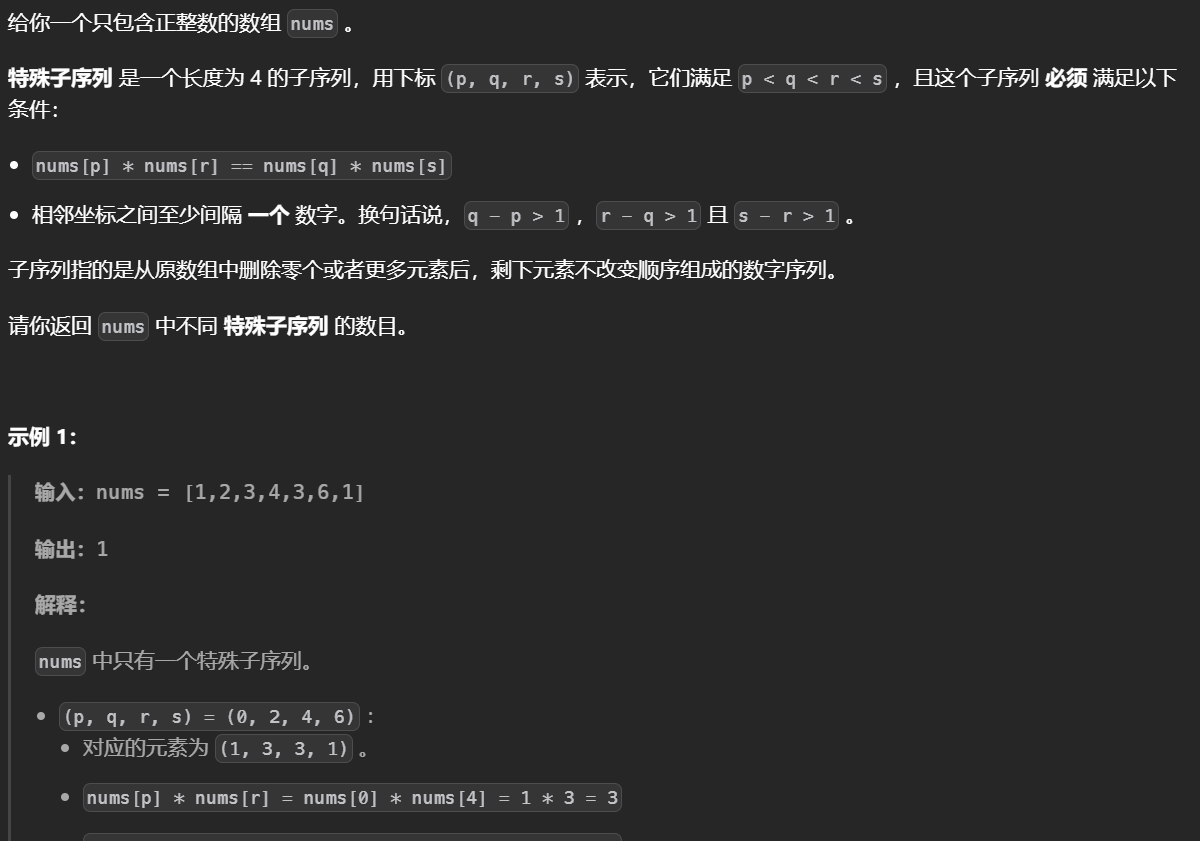 给你一个只包含正整数的数组 nums 。
特殊子序列 是一个长度为 4 的子序列，用下标 (p, q, r, s) 表示，它们满足 p < q < r < s ，且这个子序列 必须 满足以下
条件：
• nums[p] * nums[r] == nums[q] * nums[s]
• 相邻坐标之间至少间隔 一个 数字。换句话说，q - p > 1 ，r - q > 1 且 s - r > 1 。
子序列指的是从原数组中删除零个或者更多元素后，剩下元素不改变顺序组成的数字序列。
请你返回 nums 中不同 特殊子序列 的数目。
示例 1：
输入：nums = [1,2,3,4,3,6,1]
输出：1
解释：
nums 中只有一个特殊子序列。
• (p, q, r, s) = (0, 2, 4, 6) ：
• 对应的元素为 (1, 3, 3, 1) 。
• nums[p] * nums[r] = nums[0] * nums[4] = 1 * 3 = 3